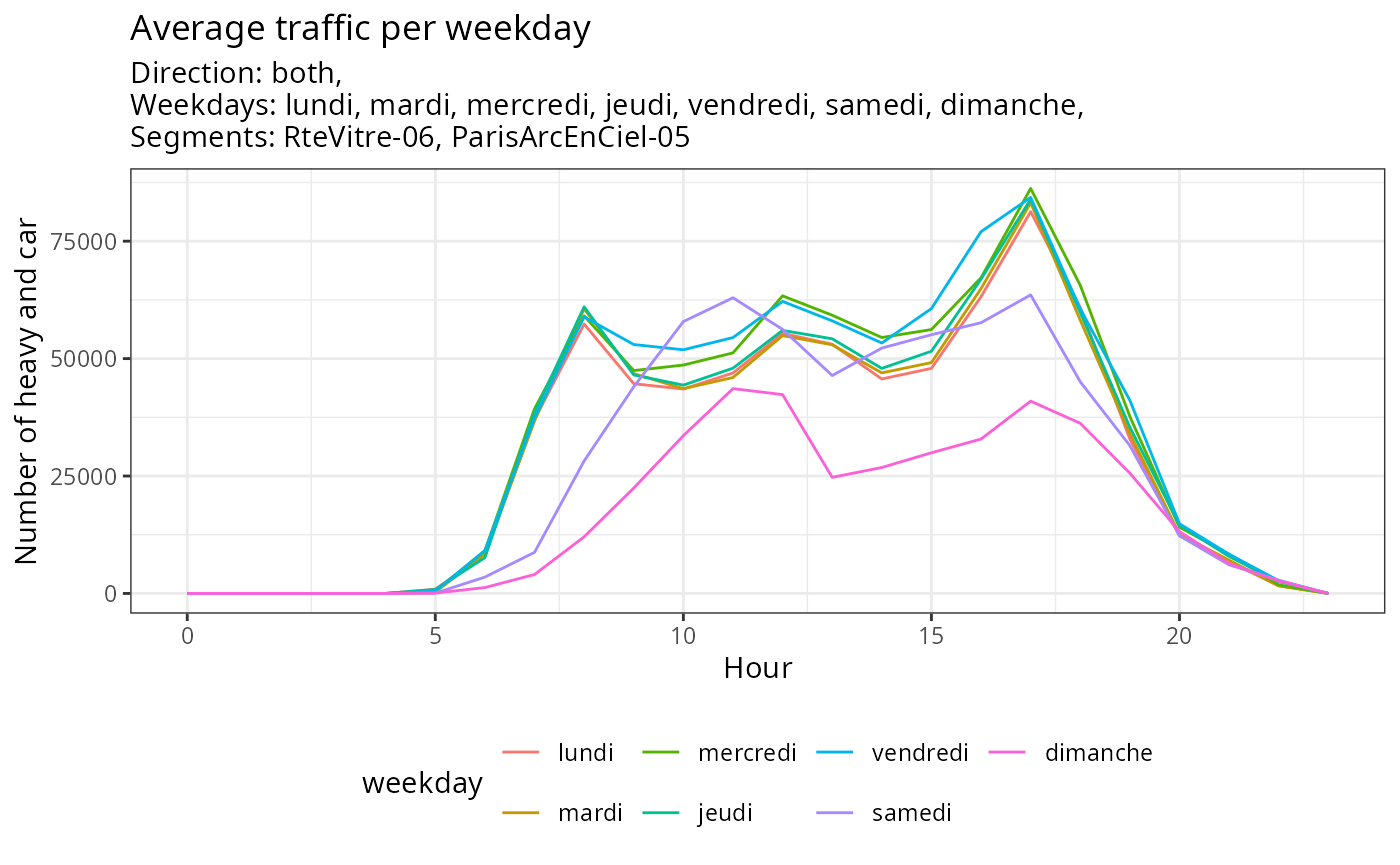 Average traffic per weekday
Direction: both,
Weekdays: lundi, mardi, mercredi, jeudi, vendredi, samedi, dimanche,
Segments: RteVitre-06, ParisArcEnCiel-05
Number of heavy and car
75000
50000
25000
0
0 5 10 15 20
Hour
weekday
lundi mercredi vendredi dimanche
mardi jeudi samedi